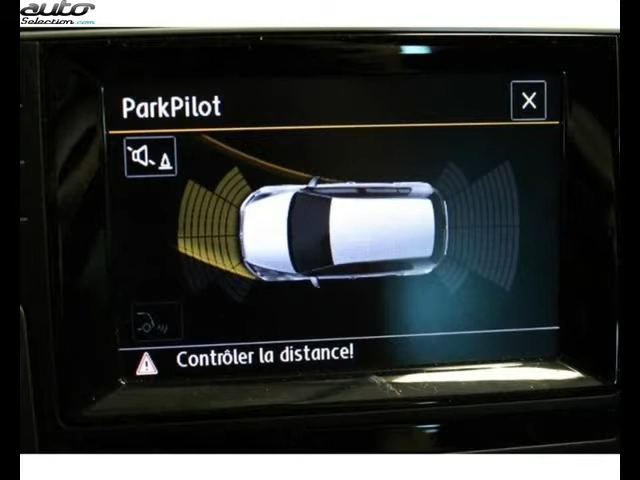 auto
Selection.com
ParkPilot
X
Contrôler la distance!